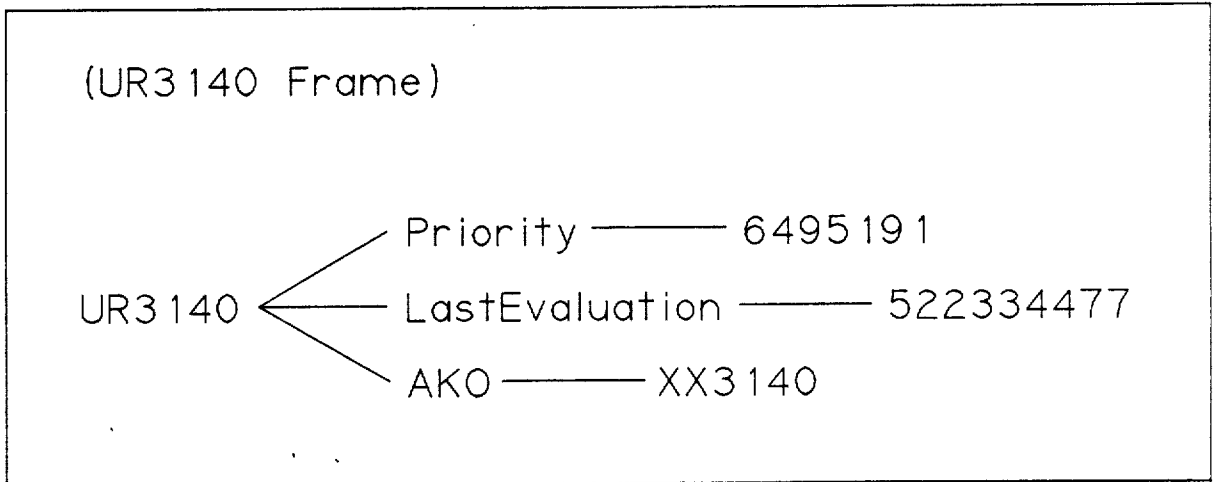 (UR3140 Frame)
Priority 6495191
UR3140 LastEvaluation 522334477
AKO XX3140